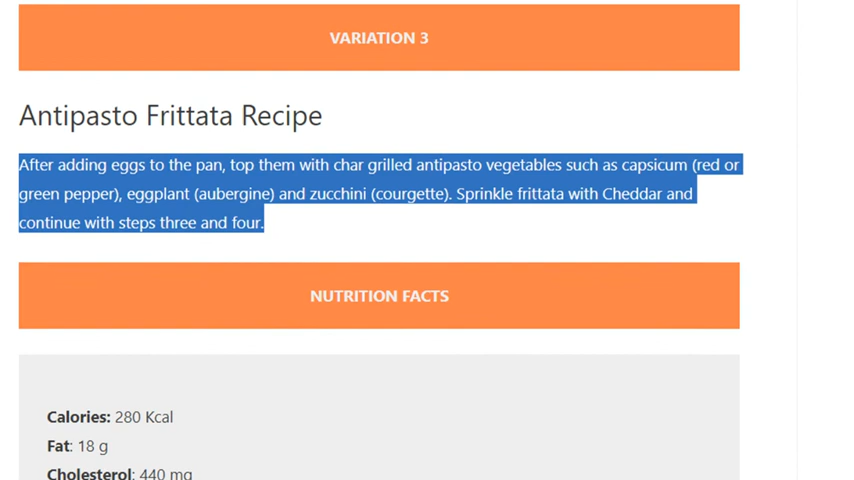 VARIATION 3
Antipasto Frittata Recipe
After adding eggs to the pan, top them with char grilled antipasto vegetables such as capsicum (red or
green pepper), eggplant (aubergine) and zucchini (courgette). Sprinkle frittata with Cheddar and
continue with steps three and four.
NUTRITION FACTS
Calories: 280 Kcal
Fat: 18 g
Cholesterol: 440 mg